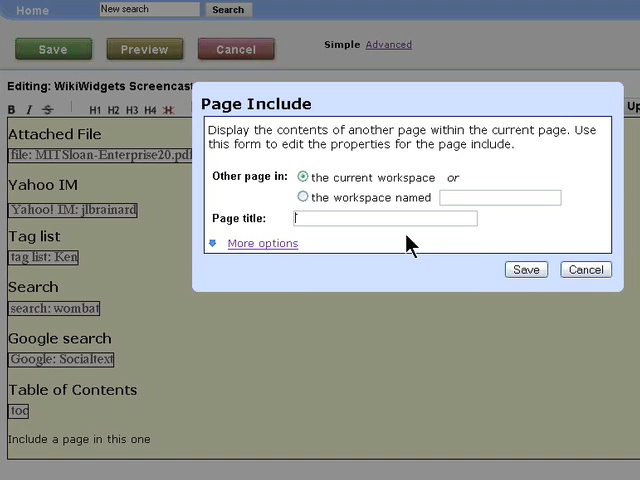 Home New search Search
Save Preview Cancel Simple Advanced
Editing: WikiWidgets Screencast
B I S H1 H2 H3 H4 H Up
Attached File
file: MITSloan-Enterprise20.pdf
Yahoo IM
Yahoo! IM: jlbrainard
Tag list
tag list: Ken
Search
search: wombat
Google search
Google: Socialtext
Table of Contents
toc
Include a page in this one
Page Include
Display the contents of another page within the current page. Use
this form to edit the properties for the page include.
Other page in: the current workspace or
the workspace named
Page title:
More options
Save Cancel